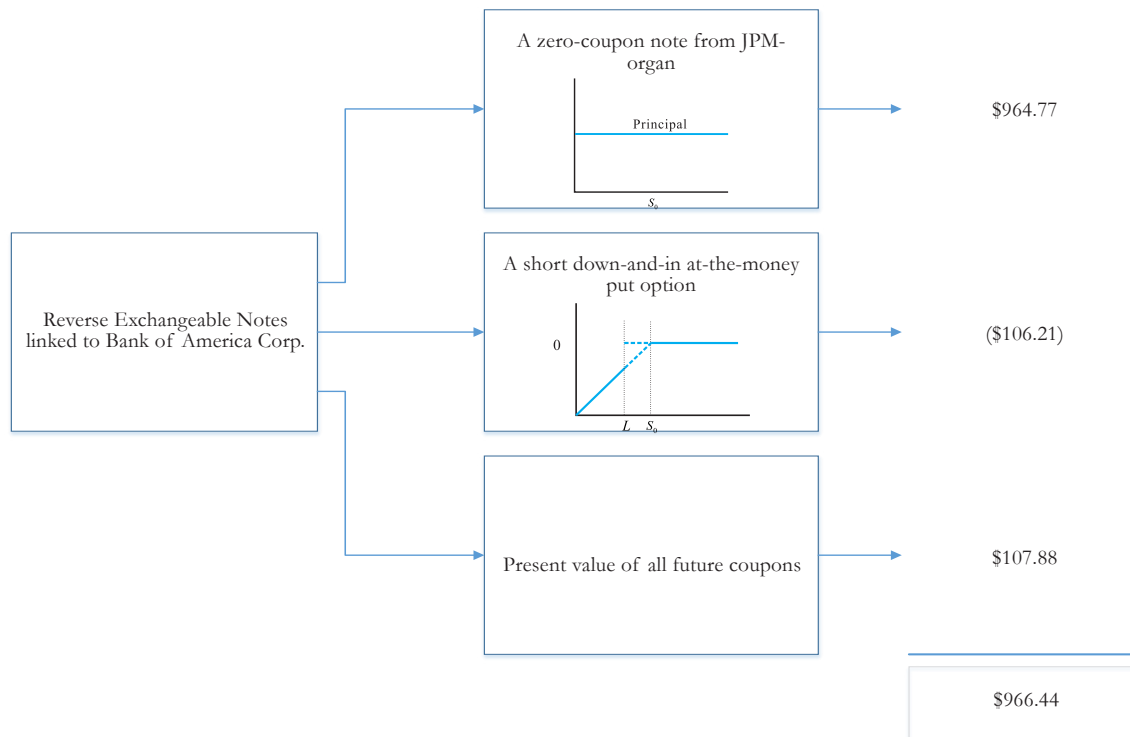 A zero-coupon note from JPM-
organ
Principal
S₀
$964.77
Reverse Exchangeable Notes
linked to Bank of America Corp.
A short down-and-in at-the-money
put option
0
L S₀
($106.21)
Present value of all future coupons
$107.88
$966.44